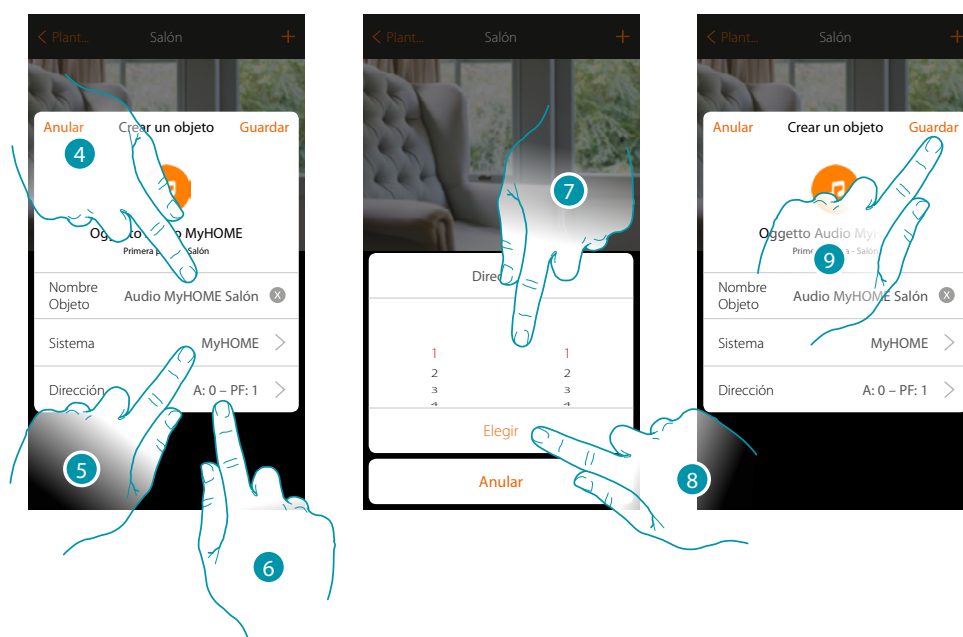 Plant...
Salón
+
Anular
Crear un objeto
Guardar
4
MyHOME
Primera
Salón
Nombre
Objeto
Audio MyHOME Salón
X
Sistema
MyHOME
Dirección
A: 0 – PF: 1
5
6
Plant...
Salón
+
7
1 1
2 2
3 3
4 4
Elegir
Anular
8
Plant...
Salón
+
Anular
Crear un objeto
Guardar
Oggetto Audio
9
Salón
Nombre
Objeto
Audio MyHOME Salón
X
Sistema
MyHOME
Dirección
A: 0 – PF: 1